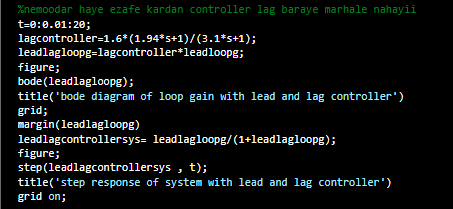 %nemoodar haye ezafe kardan controller lag baraye marhale nahayii
t=0:0.01:20;
lagcontroller=1.6*(1.94*s+1)/(3.1*s+1);
leadlagloopg=lagcontroller*leadloopg;
figure;
bode(leadlagloopg);
title('bode diagram of loop gain with lead and lag controller')
grid;
margin(leadlagloopg)
leadlagcontrollersys= leadlagloopg/(1+leadlagloopg);
figure;
step(leadlagcontrollersys , t);
title('step response of system with lead and lag controller')
grid on;